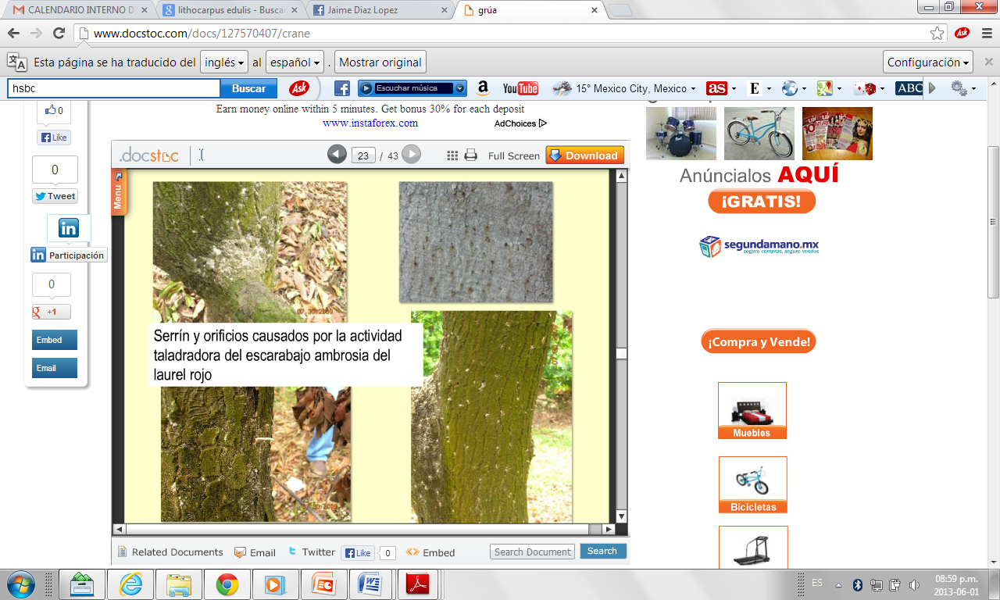 CALENDARIO INTERNO D
lithocarpus edulis - Busca
Jaime Diaz Lopez
grúa
www.docstoc.com/docs/127570407/crane
Ask
Esta página se ha traducido del inglés al español . Mostrar original
Configuración
hsbc
Buscar
Ask
Escuchar música
a
YouTube
15° Mexico City, Mexico
as
E
ABC
0
Like
Earn money online within 5 minutes. Get bonus 30% for each deposit
www.instaforex.com
AdChoices
0
Tweet
in
Participación
0
+1
Embed
Email
.docstoc
23 / 43
Full Screen
Download
Menu
07.30.2009
Serrín y orificios causados por la actividad
taladradora del escarabajo ambrosia del
laurel rojo
Anúncialos AQUÍ
¡GRATIS!
segundamano.mx
seguro compras, seguro vendes
¡Compra y Vende!
Muebles
Bicicletas
Related Documents
Email
Twitter
Like
0
Embed
Search Document
Search
ES
08:59 p.m.
2013-06-01